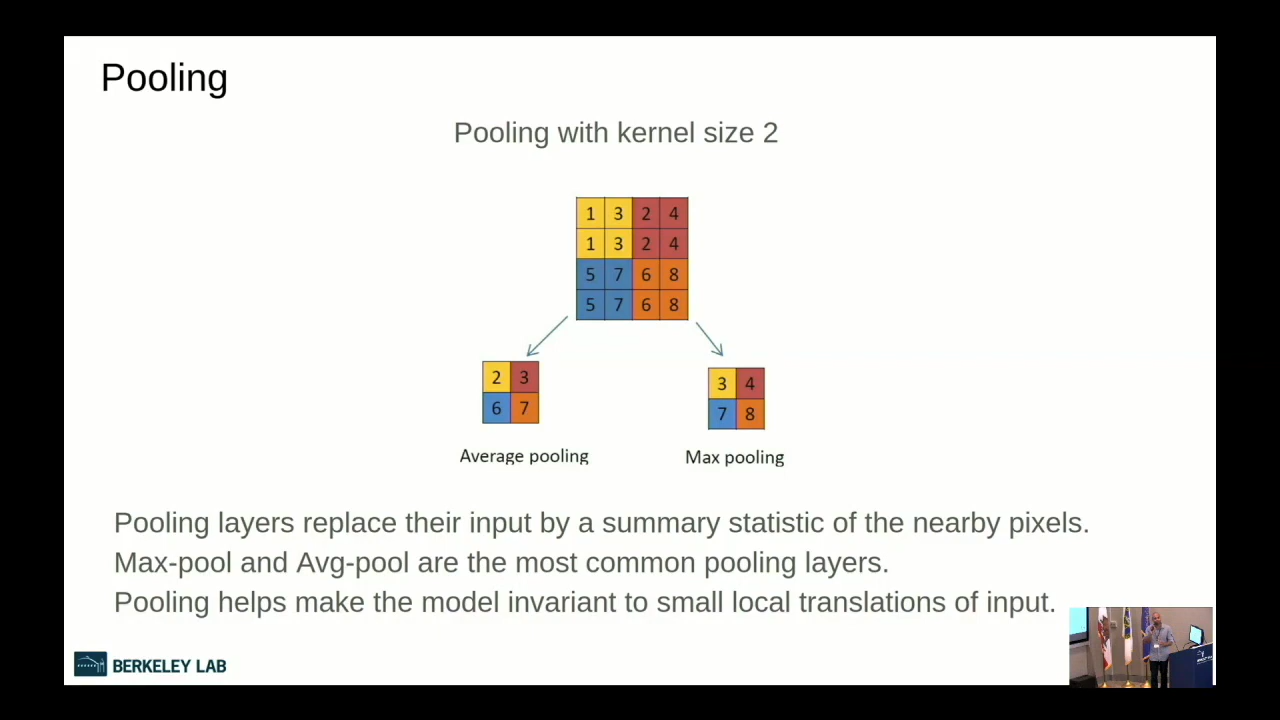 Pooling
Pooling with kernel size 2
1 3 2 4
1 3 2 4
5 7 6 8
5 7 6 8
2 3
6 7
3 4
7 8
Average pooling
Max pooling
Pooling layers replace their input by a summary statistic of the nearby pixels.
Max-pool and Avg-pool are the most common pooling layers.
Pooling helps make the model invariant to small local translations of input.
BERKELEY LAB